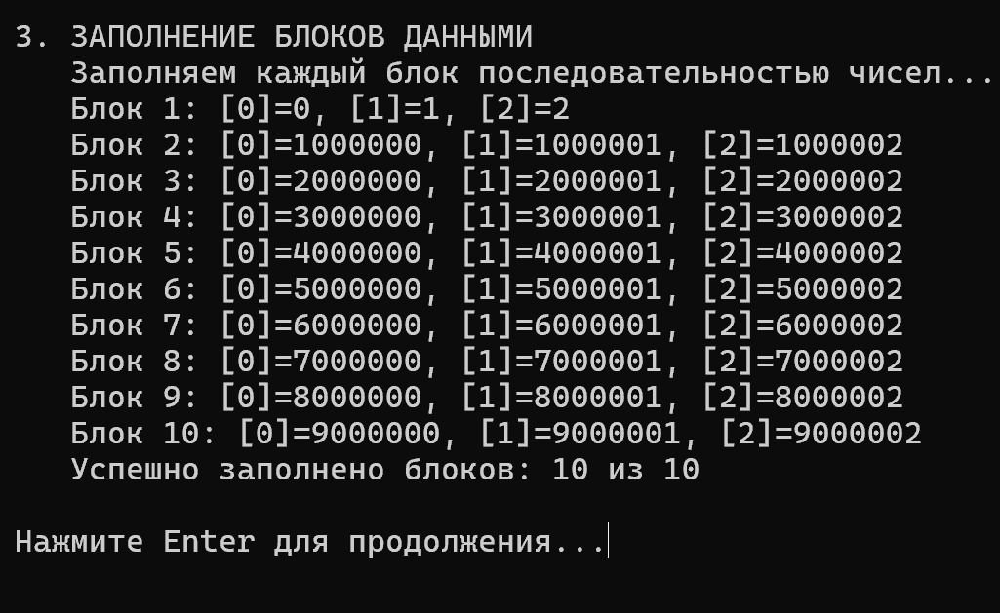 3. ЗАПОЛНЕНИЕ БЛОКОВ ДАННЫМИ
Заполняем каждый блок последовательностью чисел...
Блок 1: [0]=0, [1]=1, [2]=2
Блок 2: [0]=1000000, [1]=1000001, [2]=1000002
Блок 3: [0]=2000000, [1]=2000001, [2]=2000002
Блок 4: [0]=3000000, [1]=3000001, [2]=3000002
Блок 5: [0]=4000000, [1]=4000001, [2]=4000002
Блок 6: [0]=5000000, [1]=5000001, [2]=5000002
Блок 7: [0]=6000000, [1]=6000001, [2]=6000002
Блок 8: [0]=7000000, [1]=7000001, [2]=7000002
Блок 9: [0]=8000000, [1]=8000001, [2]=8000002
Блок 10: [0]=9000000, [1]=9000001, [2]=9000002
Успешно заполнено блоков: 10 из 10
Нажмите Enter для продолжения...